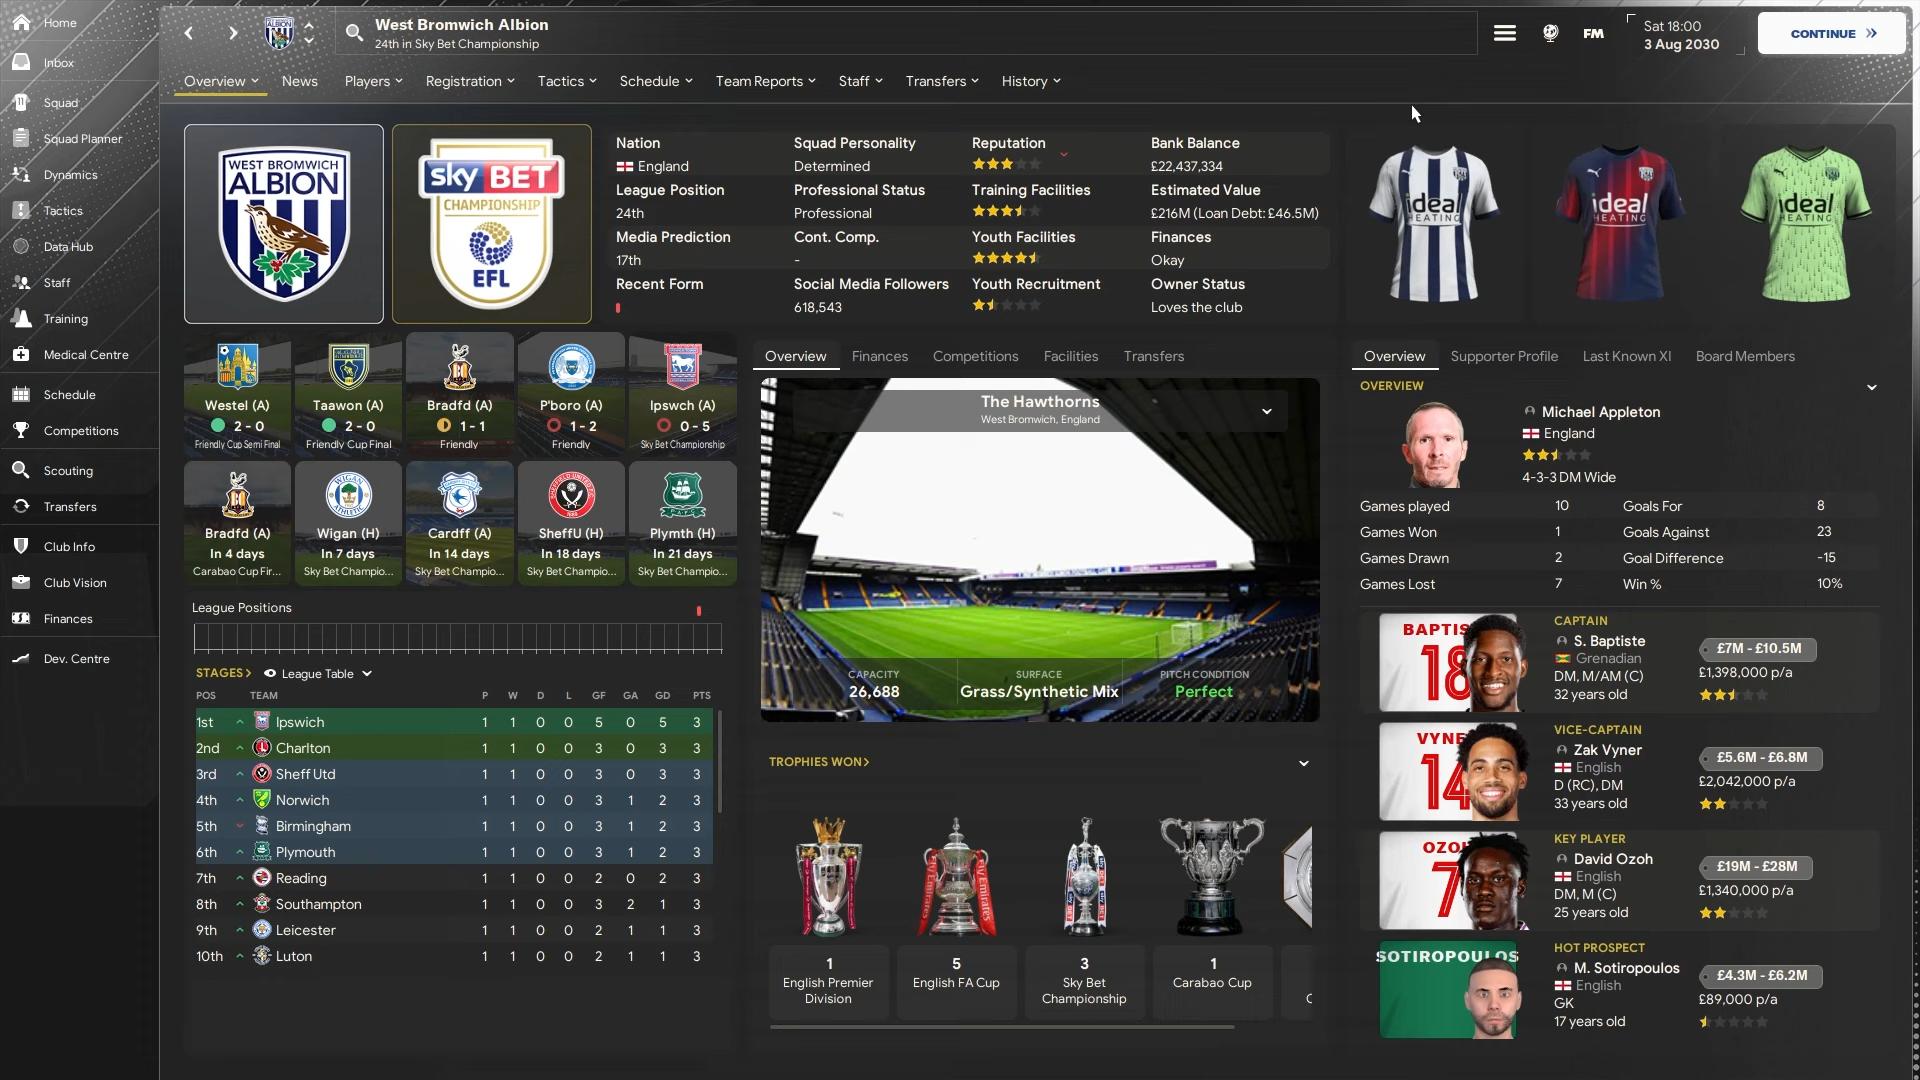 Home
Inbox
Squad
Squad Planner
Dynamics
Tactics
Data Hub
Staff
Training
Medical Centre
Schedule
Competitions
Scouting
Transfers
Club Info
Club Vision
Finances
Dev. Centre
West Bromwich Albion
24th in Sky Bet Championship
FM
Sat 18:00
3 Aug 2030
CONTINUE
Overview News Players Registration Tactics Schedule Team Reports Staff Transfers History
WEST BROMWICH
ALBION
sky BET
CHAMPIONSHIP
EFL
Nation
England
League Position
24th
Media Prediction
17th
Recent Form
Squad Personality
Determined
Professional Status
Professional
Cont. Comp.
-
Social Media Followers
618,543
Reputation
Training Facilities
Youth Facilities
Youth Recruitment
Bank Balance
£22,437,334
Estimated Value
£216M (Loan Debt: £46.5M)
Finances
Okay
Owner Status
Loves the club
ideal
HEATING
ideal
HEATING
ideal
HEATING
Westel (A)
2 - 0
Friendly Cup Semi Final
Taawon (A)
2 - 0
Friendly Cup Final
Bradfd (A)
1 - 1
Friendly
P'boro (A)
1 - 2
Friendly
Ipswch (A)
0 - 5
Sky Bet Championship
Bradfd (A)
In 4 days
Carabao Cup Fir...
Wigan (H)
In 7 days
Sky Bet Champio...
Cardff (A)
In 14 days
Sky Bet Champio...
SheffU (H)
In 18 days
Sky Bet Champio...
Plymth (H)
In 21 days
Sky Bet Champio...
League Positions
STAGES > League Table
POS TEAM P W D L GF GA GD PTS
1st Ipswich 1 1 0 0 5 0 5 3
2nd Charlton 1 1 0 0 3 0 3 3
3rd Sheff Utd 1 1 0 0 3 0 3 3
4th Norwich 1 1 0 0 3 1 2 3
5th Birmingham 1 1 0 0 3 1 2 3
6th Plymouth 1 1 0 0 3 1 2 3
7th Reading 1 1 0 0 2 0 2 3
8th Southampton 1 1 0 0 3 2 1 3
9th Leicester 1 1 0 0 2 1 1 3
10th Luton 1 1 0 0 2 1 1 3
Overview Finances Competitions Facilities Transfers
The Hawthorns
West Bromwich, England
CAPACITY
26,688
SURFACE
Grass/Synthetic Mix
PITCH CONDITION
Perfect
TROPHIES WON >
1
English Premier
Division
5
English FA Cup
3
Sky Bet
Championship
1
Carabao Cup
Overview Supporter Profile Last Known XI Board Members
OVERVIEW
Michael Appleton
England
4-3-3 DM Wide
Games played 10 Goals For 8
Games Won 1 Goals Against 23
Games Drawn 2 Goal Difference -15
Games Lost 7 Win % 10%
BAPTIS
18
CAPTAIN
S. Baptiste
Grenadian
DM, M/AM (C)
32 years old
£7M - £10.5M
£1,398,000 p/a
VYNE
14
VICE-CAPTAIN
Zak Vyner
English
D (RC), DM
33 years old
£5.6M - £6.8M
£2,042,000 p/a
OZO
7
KEY PLAYER
David Ozoh
English
DM, M (C)
25 years old
£19M - £28M
£1,340,000 p/a
SOTIROPOULOS
HOT PROSPECT
M. Sotiropoulos
English
GK
17 years old
£4.3M - £6.2M
£89,000 p/a